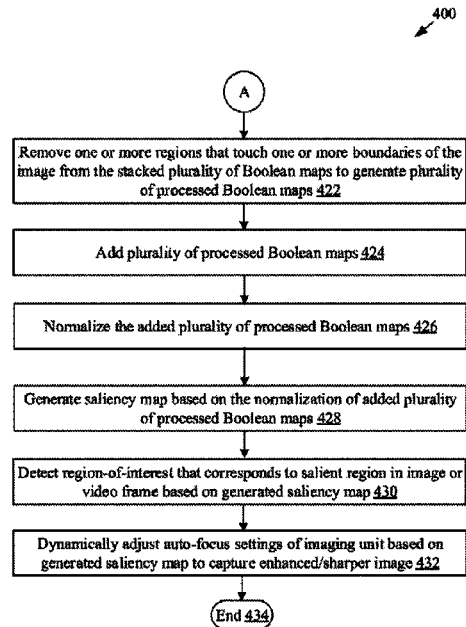 400
A
Remove one or more regions that touch one or more boundaries of the
image from the stacked plurality of Boolean maps to generate plurality
of processed Boolean maps 422
Add plurality of processed Boolean maps 424
Normalize the added plurality of processed Boolean maps 426
Generate saliency map based on the normalization of added plurality
of processed Boolean maps 428
Detect region-of-interest that corresponds to salient region in image or
video frame based on generated saliency map 430
Dynamically adjust auto-focus settings of imaging unit based on
generated saliency map to capture enhanced/sharper image 432
End 434